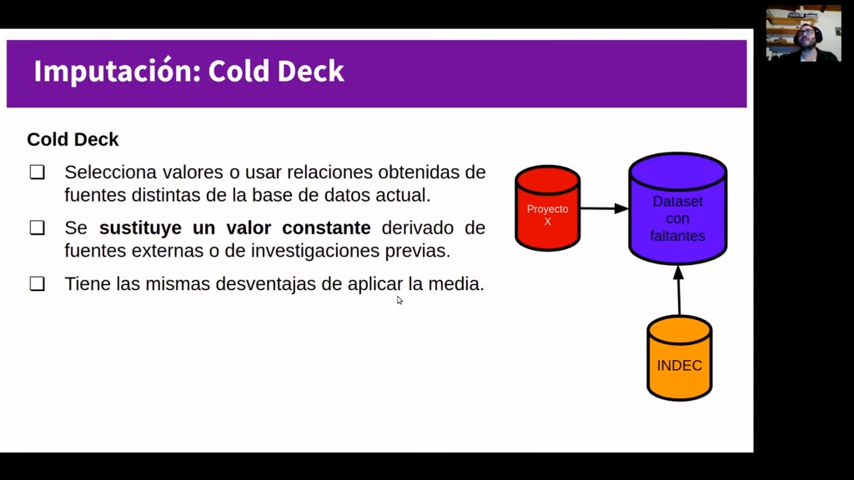 Imputación: Cold Deck
Cold Deck
Selecciona valores o usar relaciones obtenidas de
fuentes distintas de la base de datos actual.
Se sustituye un valor constante derivado de
fuentes externas o de investigaciones previas.
Tiene las mismas desventajas de aplicar la media.
Proyecto
X
Dataset
con
faltantes
INDEC